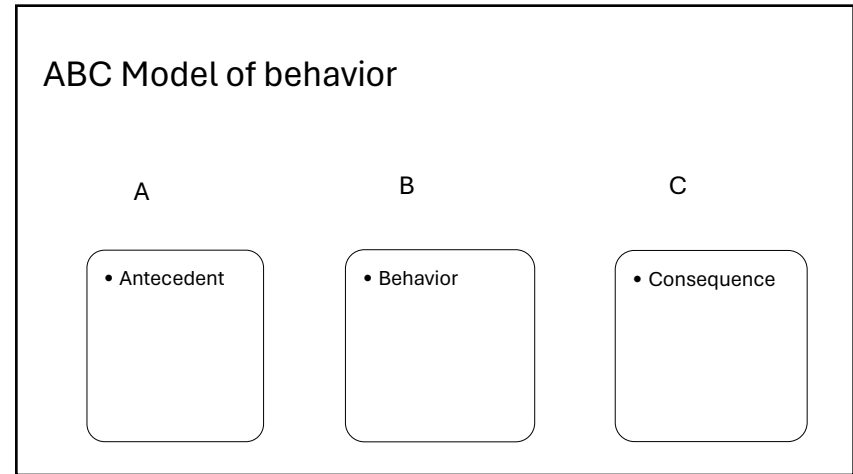 ABC Model of behavior
A
B
C
• Antecedent
• Behavior
• Consequence